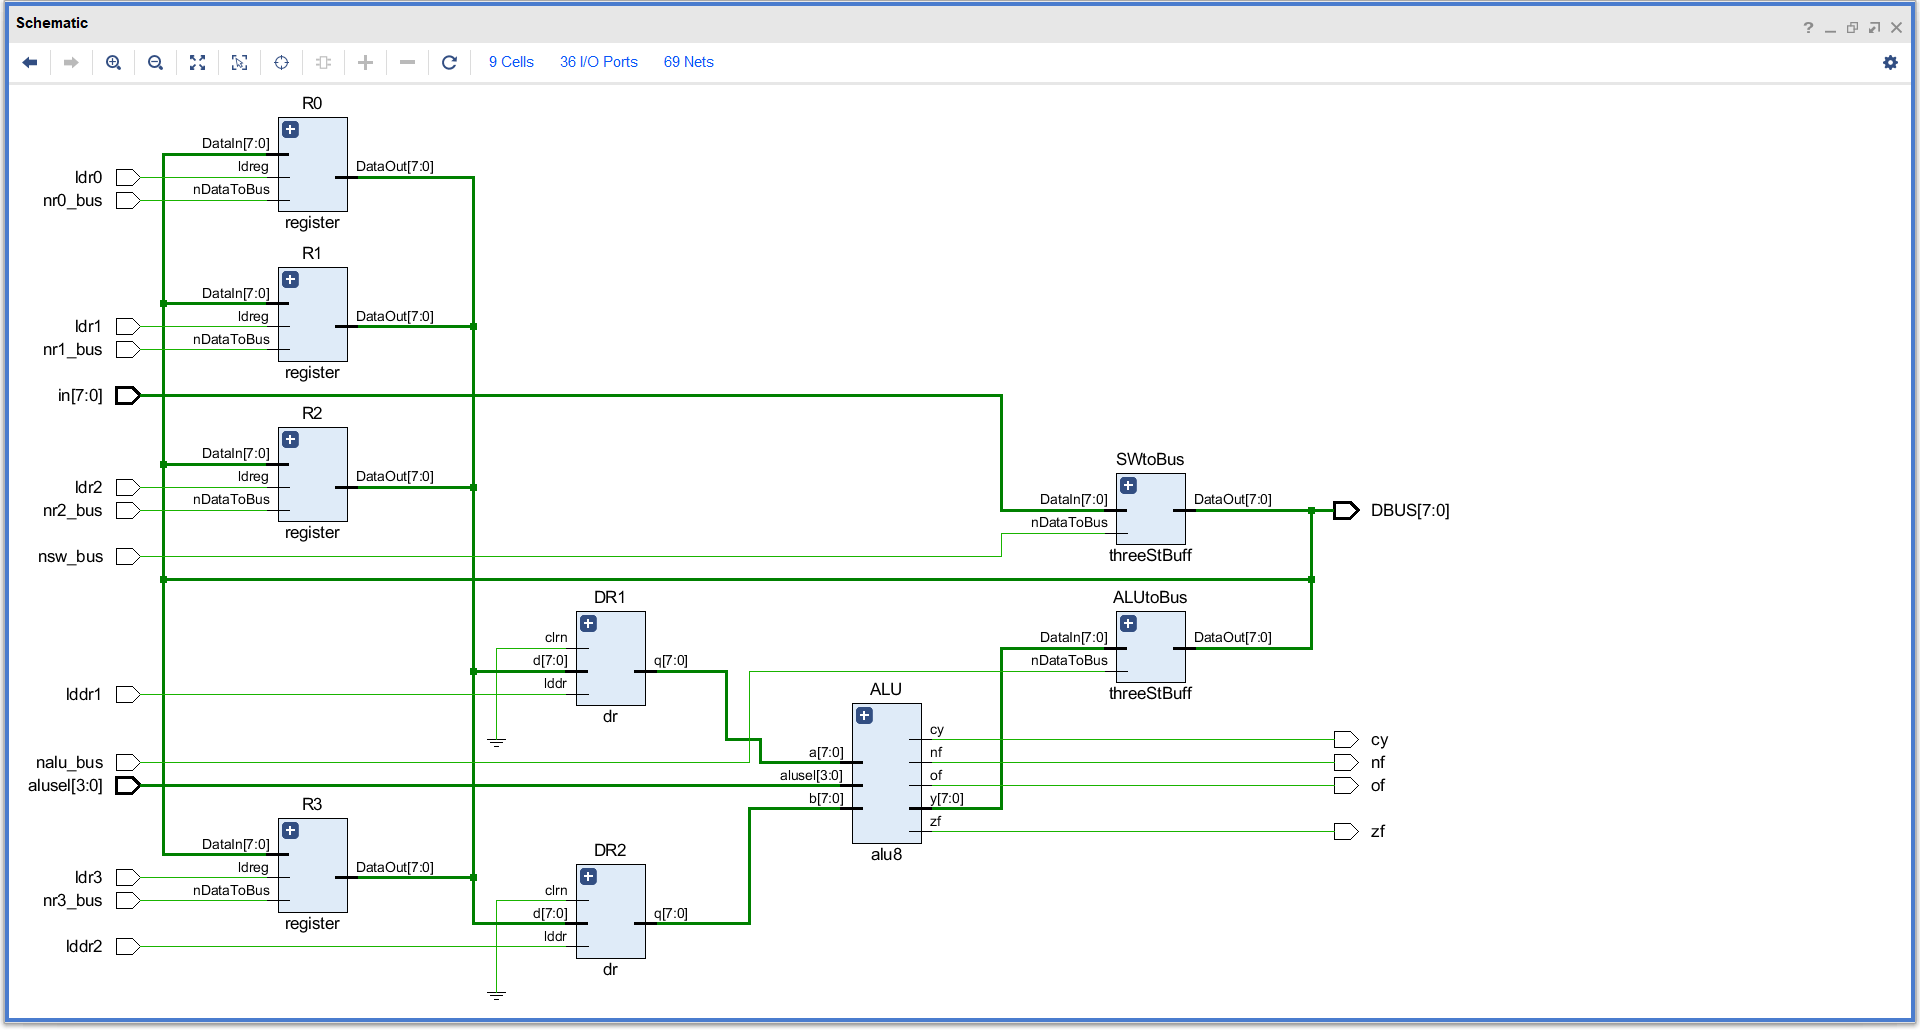 Schematic
?
9 Cells 36 I/O Ports 69 Nets
R0
DataIn[7:0]
ldreg
nDataToBus
DataOut[7:0]
register
ldr0
nr0_bus
R1
DataIn[7:0]
ldreg
nDataToBus
DataOut[7:0]
register
ldr1
nr1_bus
in[7:0]
R2
DataIn[7:0]
ldreg
nDataToBus
DataOut[7:0]
register
ldr2
nr2_bus
nsw_bus
SWtoBus
DataIn[7:0]
nDataToBus
DataOut[7:0]
threeStBuff
DBUS[7:0]
DR1
clrn
d[7:0]
lddr
q[7:0]
dr
lddr1
ALUtoBus
DataIn[7:0]
nDataToBus
DataOut[7:0]
threeStBuff
nalu_bus
alusel[3:0]
ALU
a[7:0]
alusel[3:0]
b[7:0]
cy
nf
of
y[7:0]
zf
alu8
cy
nf
of
zf
R3
DataIn[7:0]
ldreg
nDataToBus
DataOut[7:0]
register
ldr3
nr3_bus
lddr2
DR2
clrn
d[7:0]
lddr
q[7:0]
dr